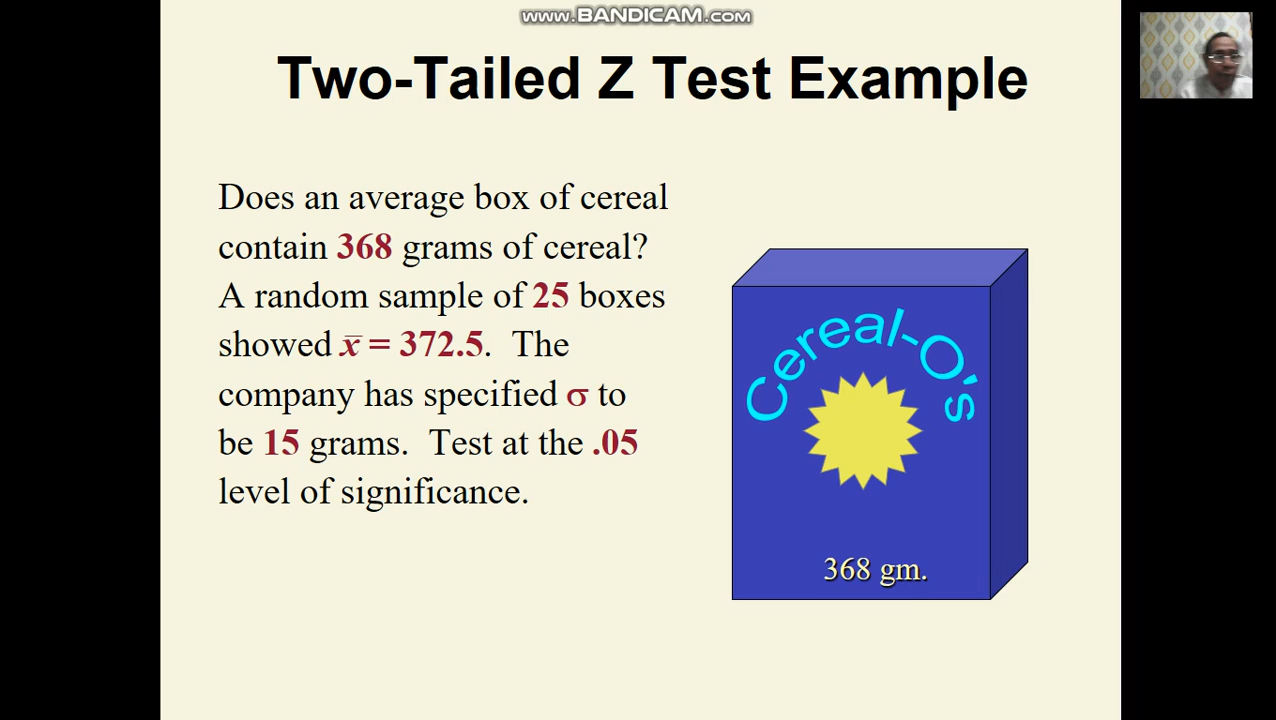 www.BANDICAM.com
Two-Tailed Z Test Example
Does an average box of cereal
contain 368 grams of cereal?
A random sample of 25 boxes
showed x̅ = 372.5. The
company has specified σ to
be 15 grams. Test at the .05
level of significance.
Cereal-O's
368 gm.